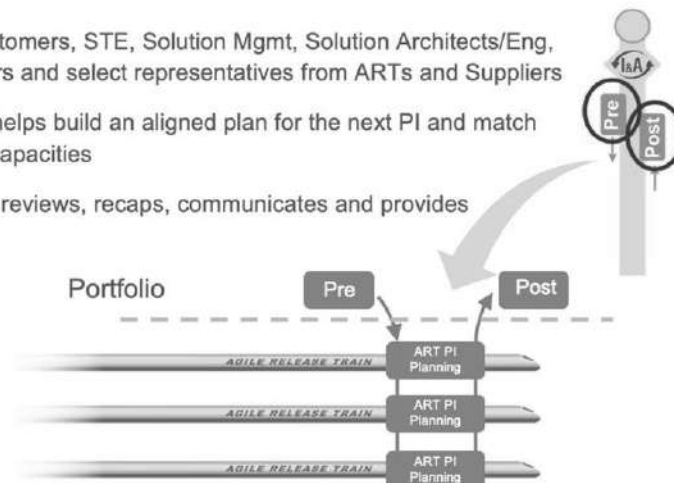 tomers, STE, Solution Mgmt, Solution Architects/Eng,
rs and select representatives from ARTs and Suppliers
helps build an aligned plan for the next PI and match
apacities
reviews, recaps, communicates and provides
I&A
Pre
Post
Portfolio
Pre
Post
AGILE RELEASE TRAIN
ART PI
Planning
AGILE RELEASE TRAIN
ART PI
Planning
AGILE RELEASE TRAIN
ART PI
Planning